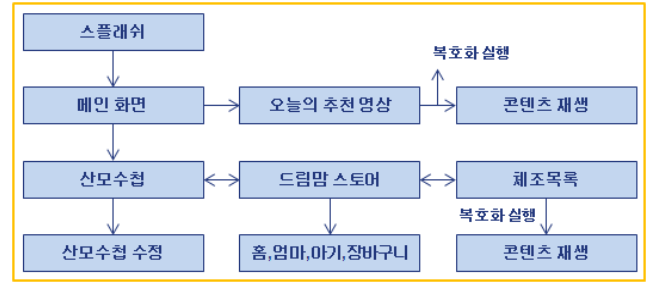 스플래쉬
복호화 실행
메인 화면
오늘의 추천 영상
콘텐츠 재생
산모수첩
드림맘 스토어
체조목록
복호화 실행
산모수첩 수정
홈,엄마,아기,장바구니
콘텐츠 재생